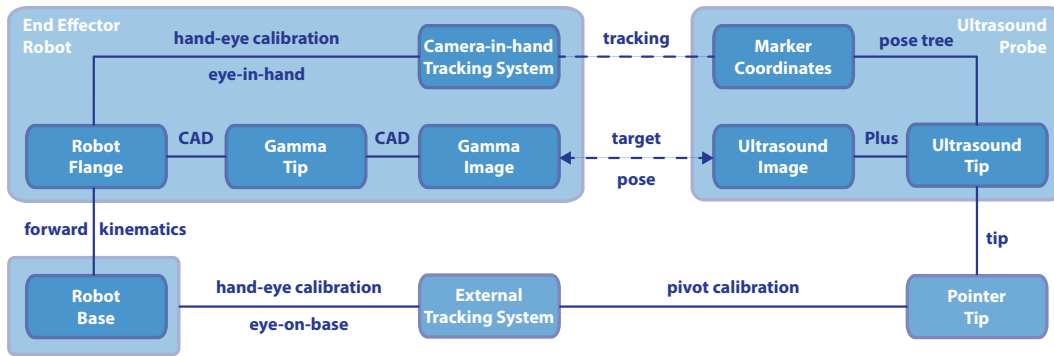 End Effector
Robot
hand-eye calibration
eye-in-hand
Camera-in-hand
Tracking System
tracking
Marker
Coordinates
pose tree
Ultrasound
Probe
Robot
Flange
CAD
Gamma
Tip
CAD
Gamma
Image
target
pose
Ultrasound
Image
Plus
Ultrasound
Tip
forward kinematics
tip
Robot
Base
hand-eye calibration
eye-on-base
External
Tracking System
pivot calibration
Pointer
Tip